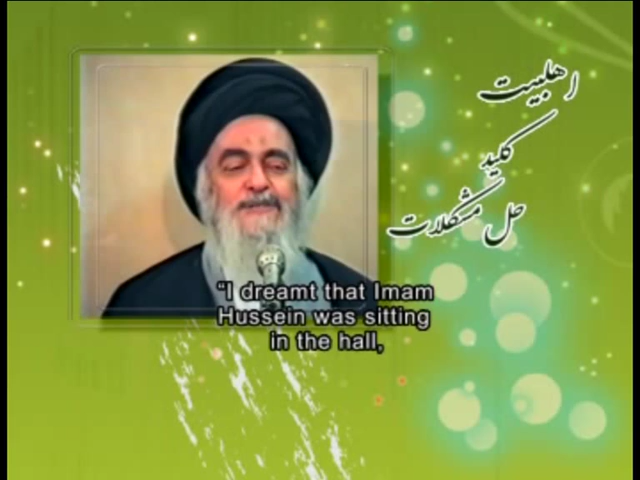 اهلبیت
کلید
حل مشکلات
“I dreamt that Imam
Hussein was sitting
in the hall,